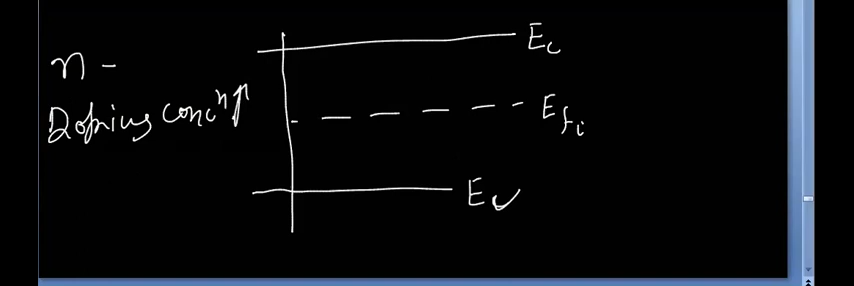 n -
Doping concⁿ ↑
Ec
Efi
Ev